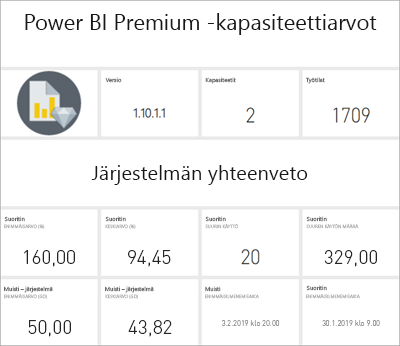 Power BI Premium -kapasiteettiarvot
Versio
1.10.1.1
Kapasiteetit
2
Työtilat
1709
Järjestelmän yhteenveto
Suoritin
ENIMMÄISARVO (%)
160,00
Suoritin
KESKIARVO (%)
94,45
Suoritin
SUURIN KÄYTTÖ
20
Suoritin
SUUREN KÄYTÖN MÄÄRÄ
329,00
Muisti – järjestelmä
ENIMMÄISARVO (GT)
50,00
Muisti – järjestelmä
KESKIARVO (GT)
43,82
Muisti
3.2.2019 klo 20.00
Suoritin
30.1.2019 klo 9.00